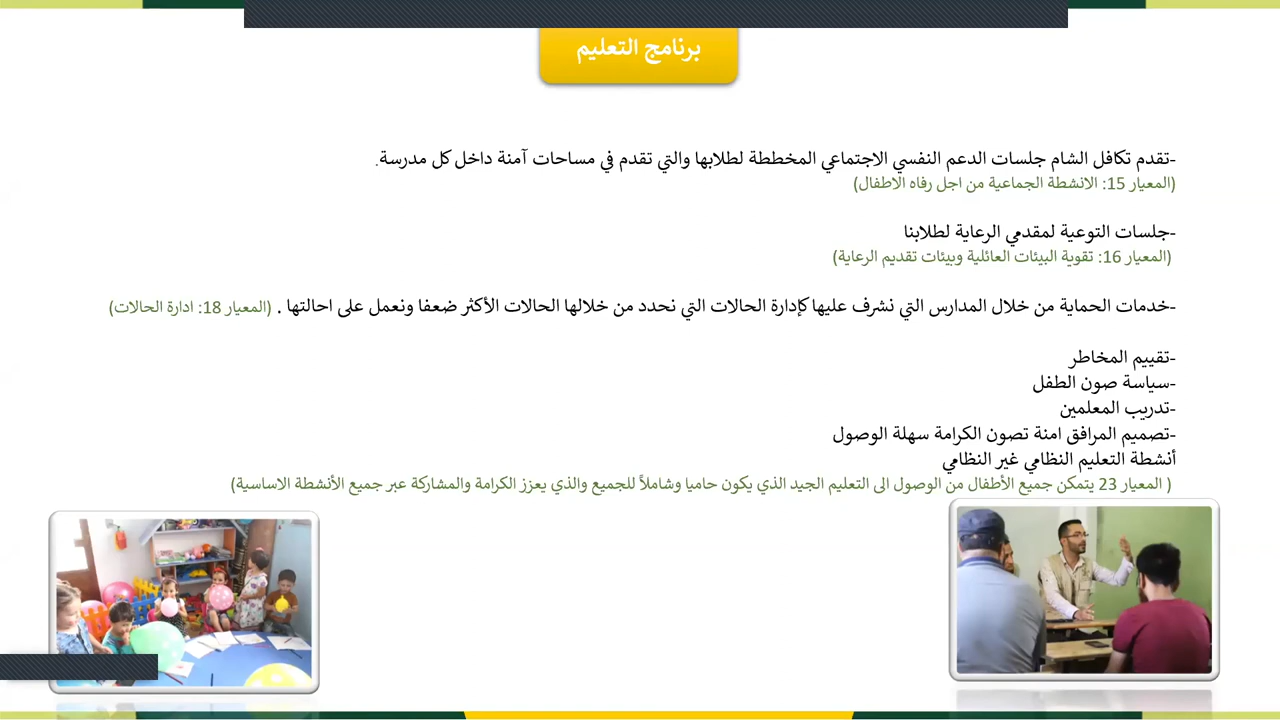 برنامج التعليم
-تقدم تكافل الشام جلسات الدعم النفسي الاجتماعي المخططة لطلابها والتي تقدم في مساحات آمنة داخل كل مدرسة.
(المعيار 15: الانشطة الجماعية من اجل رفاه الاطفال)
-جلسات التوعية لمقدمي الرعاية لطلابنا
(المعيار 16: تقوية البيئات العائلية وبيئات تقديم الرعاية)
-خدمات الحماية من خلال المدارس التي نشرف عليها كإدارة الحالات التي نحدد من خلالها الحالات الأكثر ضعفا ونعمل على احالتها . (المعيار 18: ادارة الحالات)
-تقييم المخاطر
-سياسة صون الطفل
-تدريب المعلمين
-تصميم المرافق امنة تصون الكرامة سهلة الوصول
أنشطة التعليم النظامي غير النظامي
( المعيار 23 يتمكن جميع الأطفال من الوصول الى التعليم الجيد الذي يكون حاميا وشاملاً للجميع والذي يعزز الكرامة والمشاركة عبر جميع الأنشطة الاساسية)